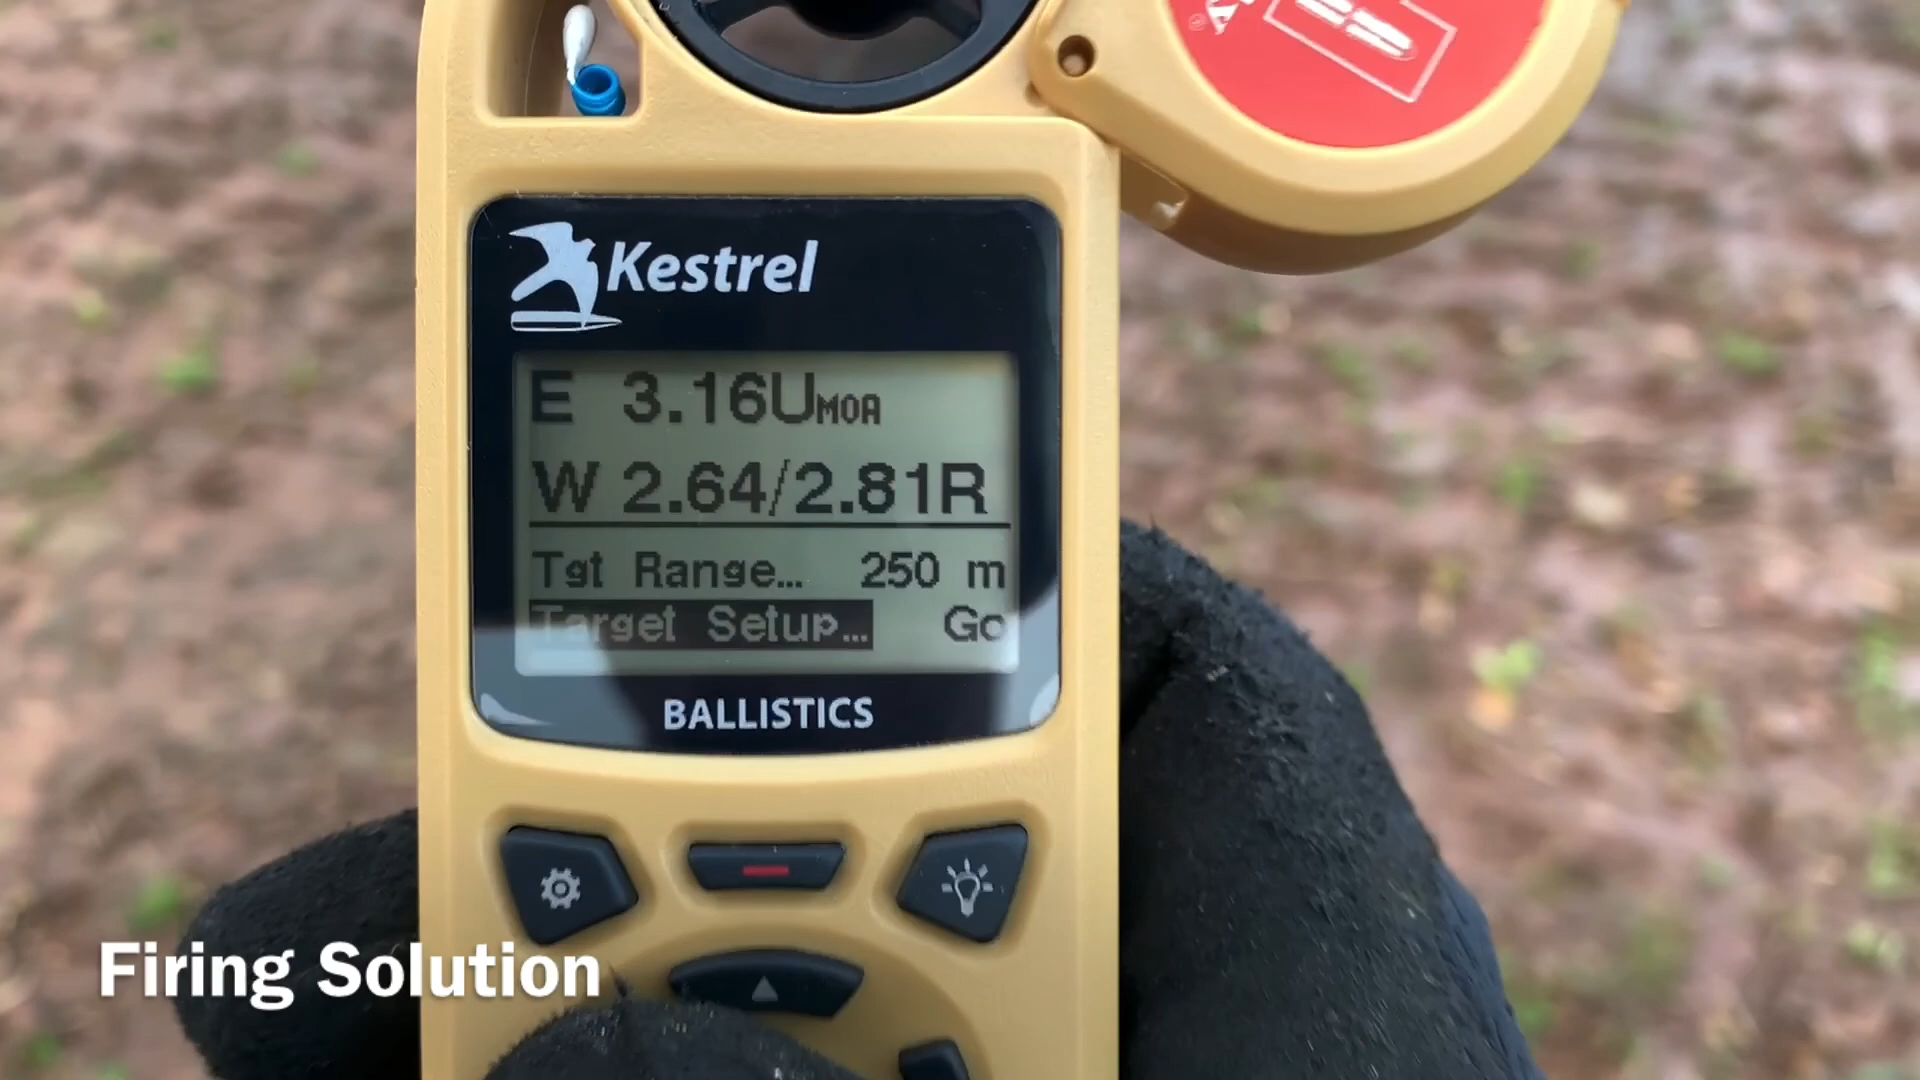 Kestrel
E 3.16UMOA
W 2.64/2.81R
Tgt Range… 250 m
Target Setup… Go
BALLISTICS
Firing Solution